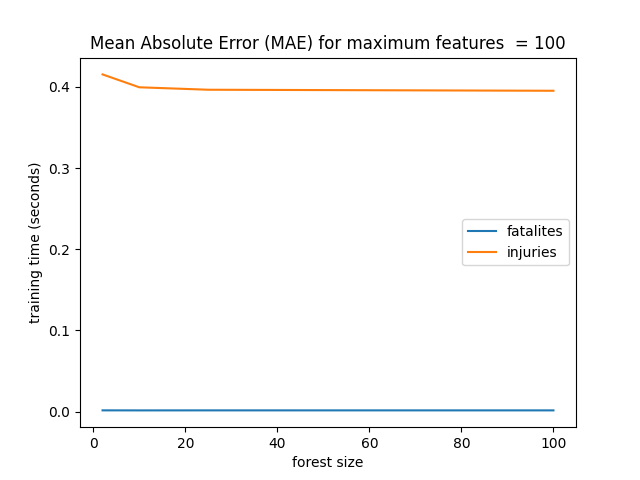 Mean Absolute Error (MAE) for maximum features  = 100
training time (seconds)
0.4
0.3
0.2
0.1
0.0
fatalites
injuries
0
20
40
60
80
100
forest size